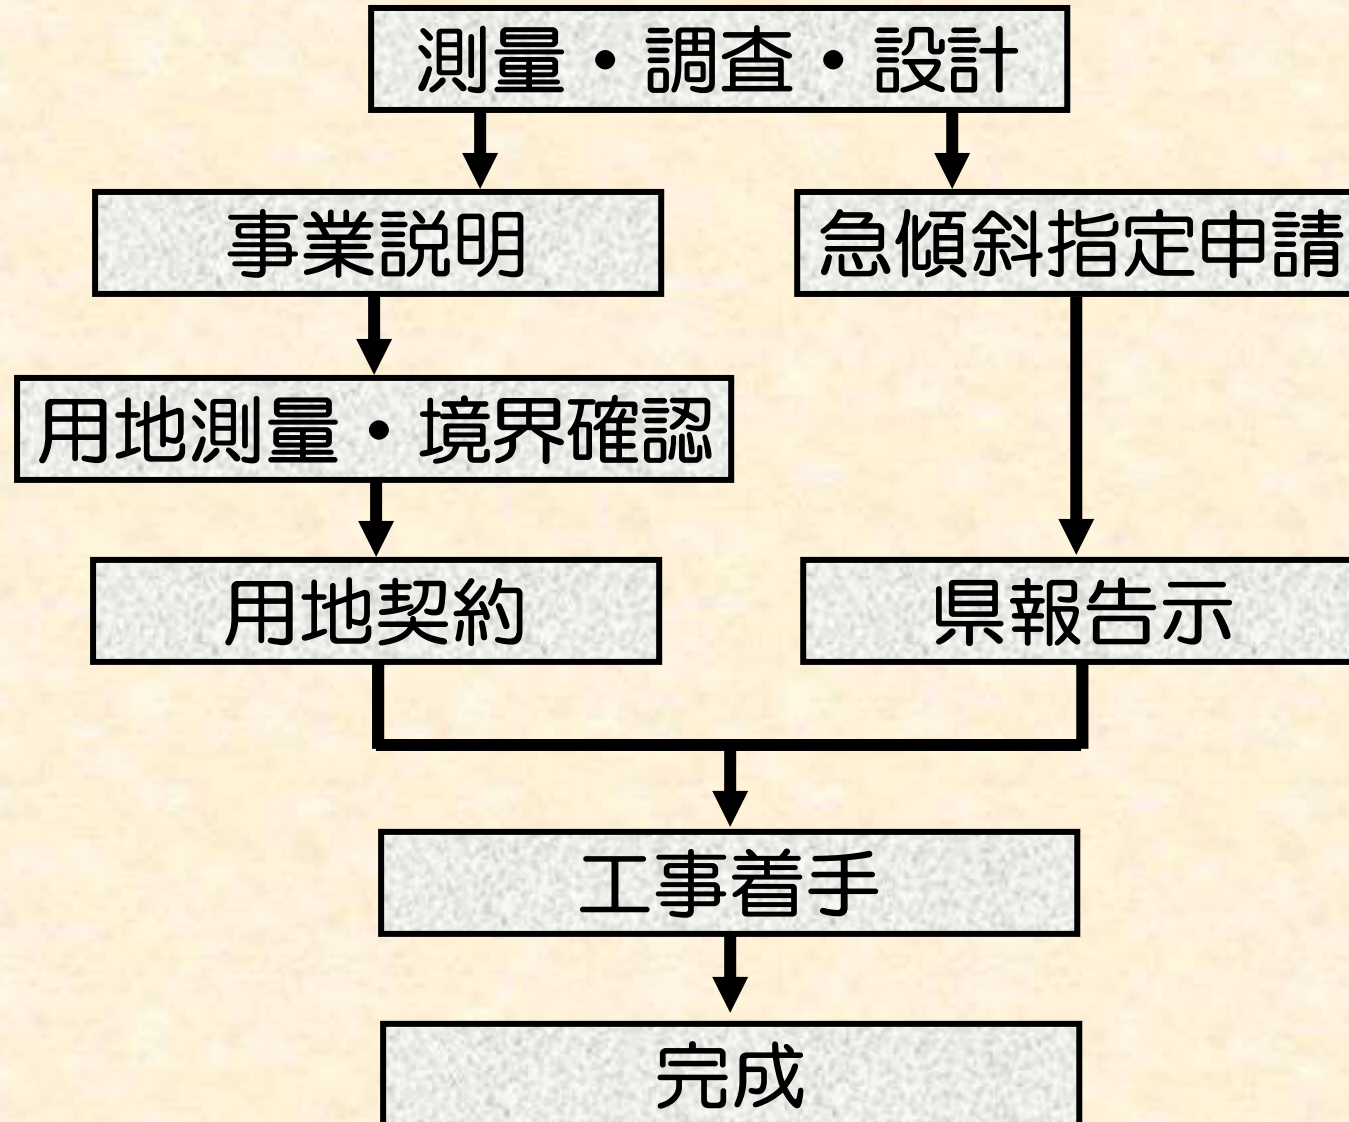 測量・調査・設計
事業説明
急傾斜指定申請
用地測量・境界確認
用地契約
県報告示
工事着手
完成